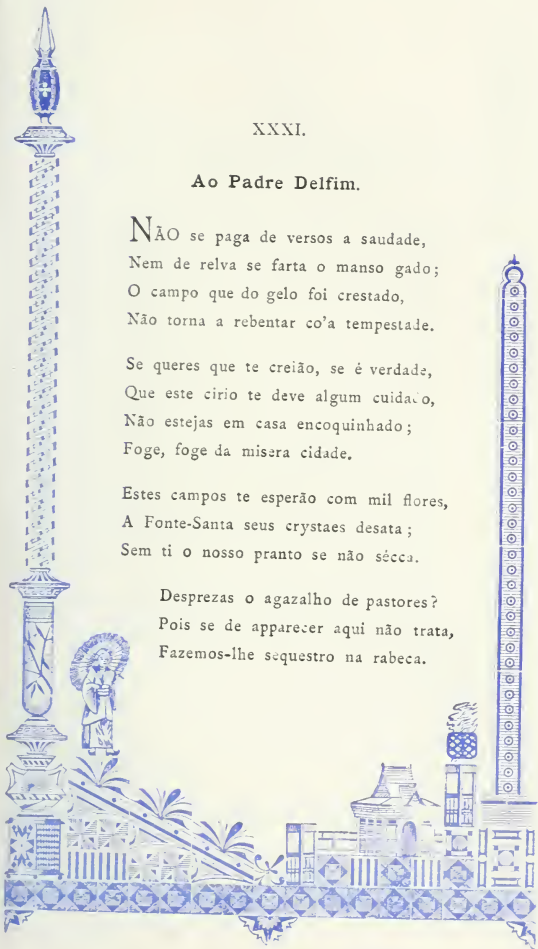 XXXI.
Ao Padre Delfim.
NÃO se paga de versos a saudade,
Nem de relva se farta o manso gado;
O campo que do gelo foi crestado,
Não torna a rebentar co'a tempestade.
Se queres que te creião, se é verdade,
Que este cirio te deve algum cuidado,
Não estejas em casa encoquinhado;
Foge, foge da misera cidade.
Estes campos te esperão com mil flores,
A Fonte-Santa seus crystaes desata;
Sem ti o nosso pranto se não sécca.
Desprezas o agazalho de pastores?
Pois se de apparecer aqui não trata,
Fazemos-lhe sequestro na rabeca.